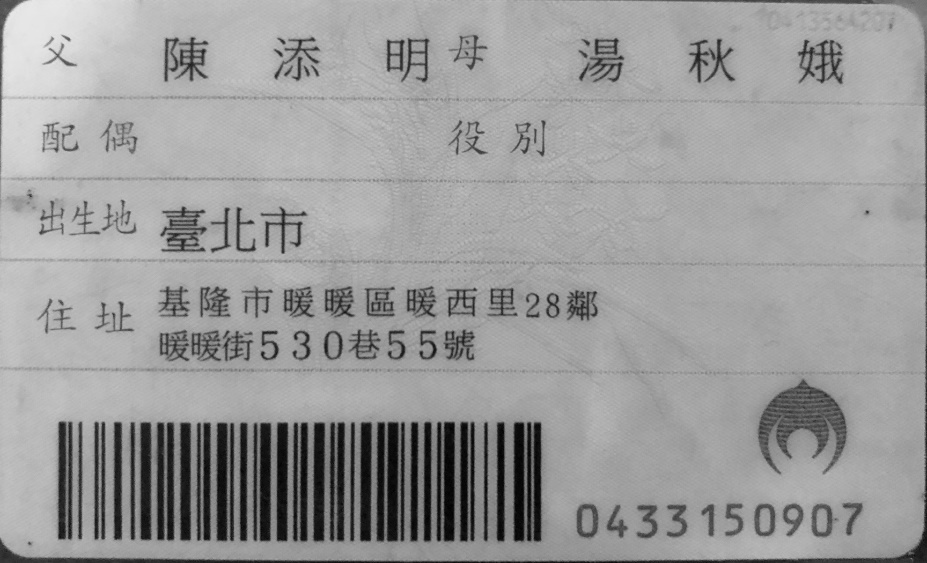 父 陳添明 母 湯秋娥
配偶 役別
出生地 臺北市
住址 基隆市暖暖區暖西里28鄰
暖暖街530巷55號
0433150907